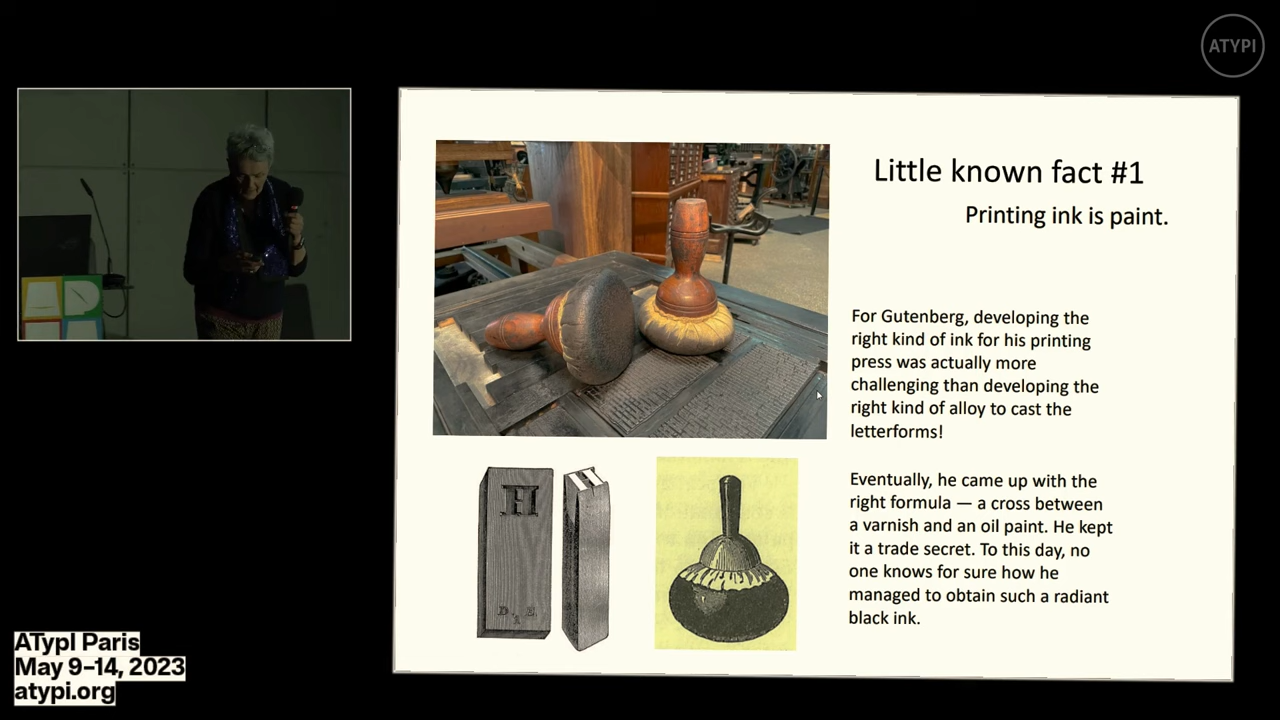 ATYPI
Little known fact #1
Printing ink is paint.
For Gutenberg, developing the
right kind of ink for his printing
press was actually more
challenging than developing the
right kind of alloy to cast the
letterforms!
Eventually, he came up with the
right formula — a cross between
a varnish and an oil paint. He kept
it a trade secret. To this day, no
one knows for sure how he
managed to obtain such a radiant
black ink.
H
ATypI Paris
May 9–14, 2023
atypi.org